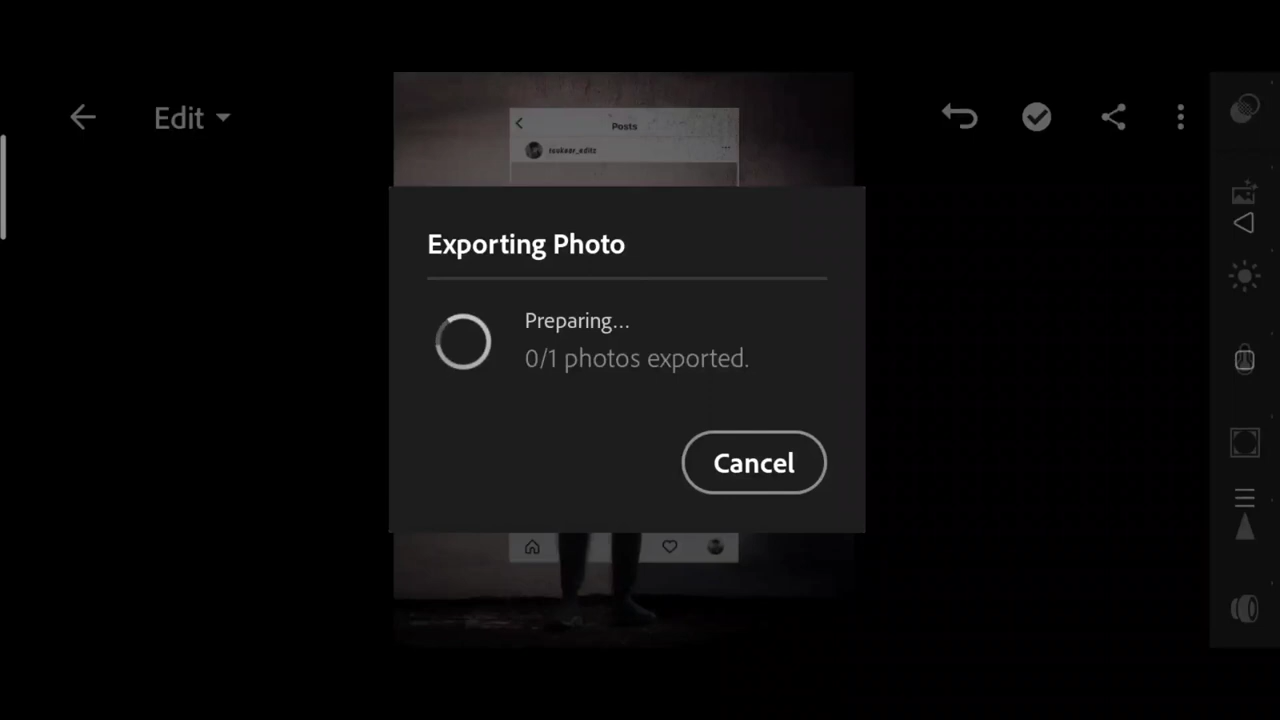 Edit
Posts
Exporting Photo
Preparing...
0/1 photos exported.
Cancel